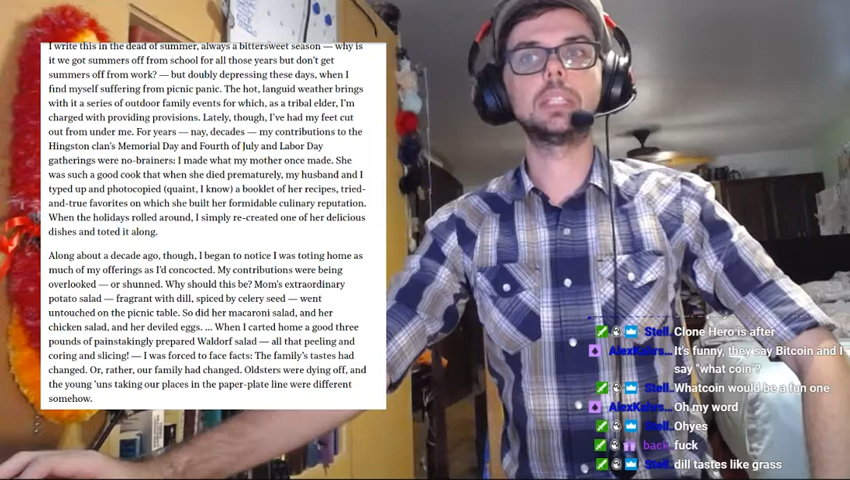 I write this in the dead of summer, always a bittersweet season — why is
it we got summers off from school for all those years but don't get
summers off from work? — but doubly depressing these days, when I
find myself suffering from picnic panic. The hot, languid weather brings
with it a series of outdoor family events for which, as a tribal elder, I'm
charged with providing provisions. Lately, though, I've had my feet cut
out from under me. For years — nay, decades — my contributions to the
Hingston clan's Memorial Day and Fourth of July and Labor Day
gatherings were no-brainers: I made what my mother once made. She
was such a good cook that when she died prematurely, my husband and I
typed up and photocopied (quaint, I know) a booklet of her recipes, tried-
and-true favorites on which she built her formidable culinary reputation.
When the holidays rolled around, I simply re-created one of her delicious
dishes and toted it along.
Along about a decade ago, though, I began to notice I was toting home as
much of my offerings as I'd concocted. My contributions were being
overlooked — or shunned. Why should this be? Mom's extraordinary
potato salad — fragrant with dill, spiced by celery seed — went
untouched on the picnic table. So did her macaroni salad, and her
chicken salad, and her deviled eggs. ... When I carted home a good three
pounds of painstakingly prepared Waldorf salad — all that peeling and
coring and slicing! — I was forced to face facts: The family's tastes had
changed. Or, rather, our family had changed. Oldsters were dying off, and
the young 'uns taking our places in the paper-plate line were different
somehow.
Stell. Clone Hero is after
It's funny, they say Bitcoin and I
say "what coin"?
Stell. Whatcoin would be a fun one
Oh my word
Stell. Ohyes
back fuck
Stell. dill tastes like grass